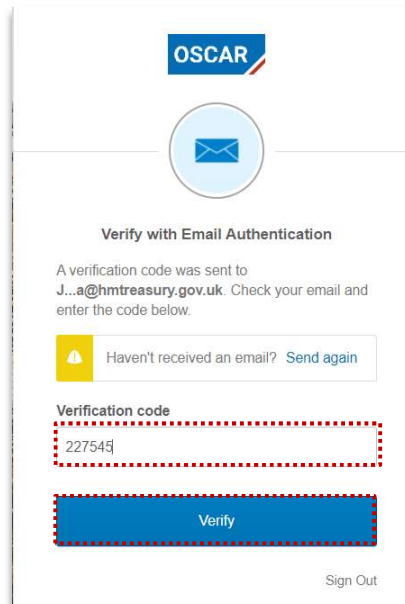 OSCAR
Verify with Email Authentication
A verification code was sent to
J...a@hmtreasury.gov.uk. Check your email and
enter the code below.
Haven't received an email? Send again
Verification code
227545
Verify
Sign Out